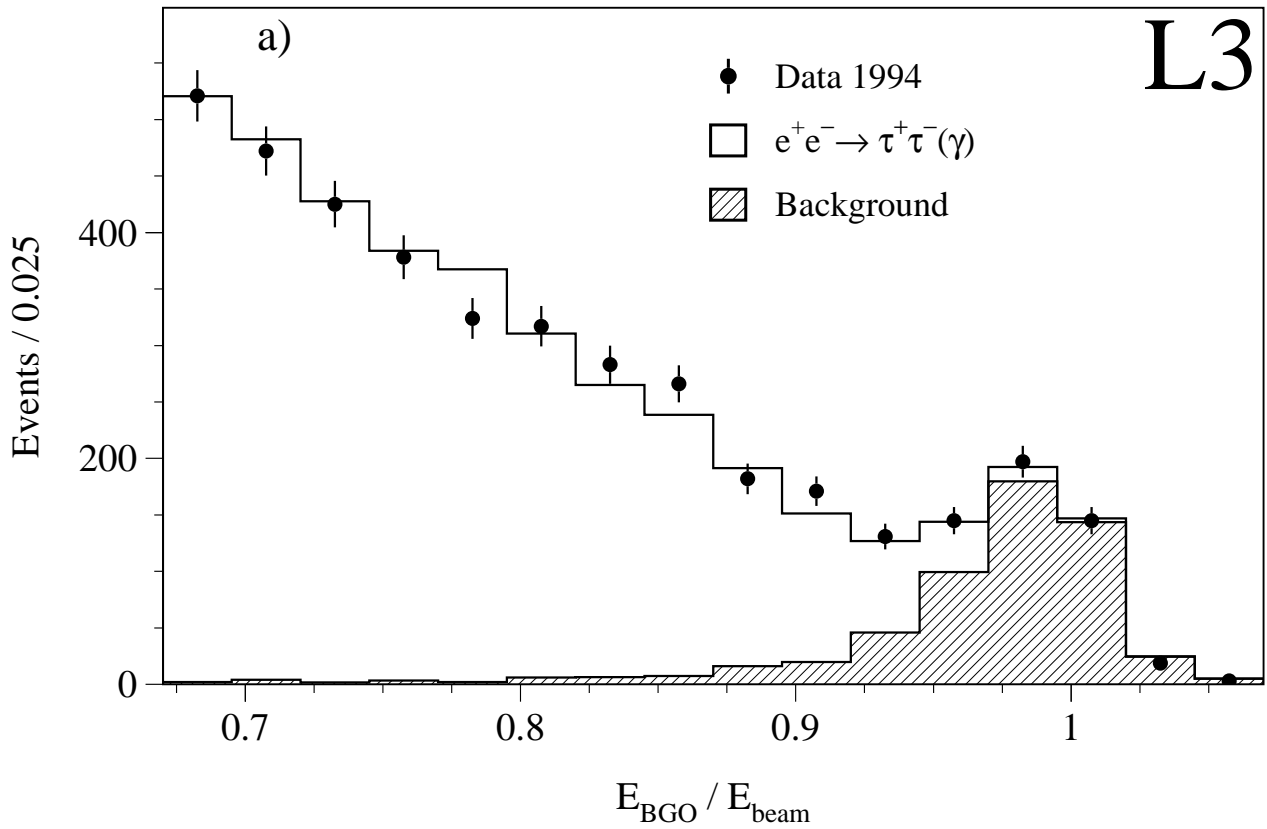 a)
L3
Data 1994
e⁺e⁻→ τ⁺τ⁻(γ)
Background
Events / 0.025
400
200
0
0.7 0.8 0.9 1
E_BGO / E_beam